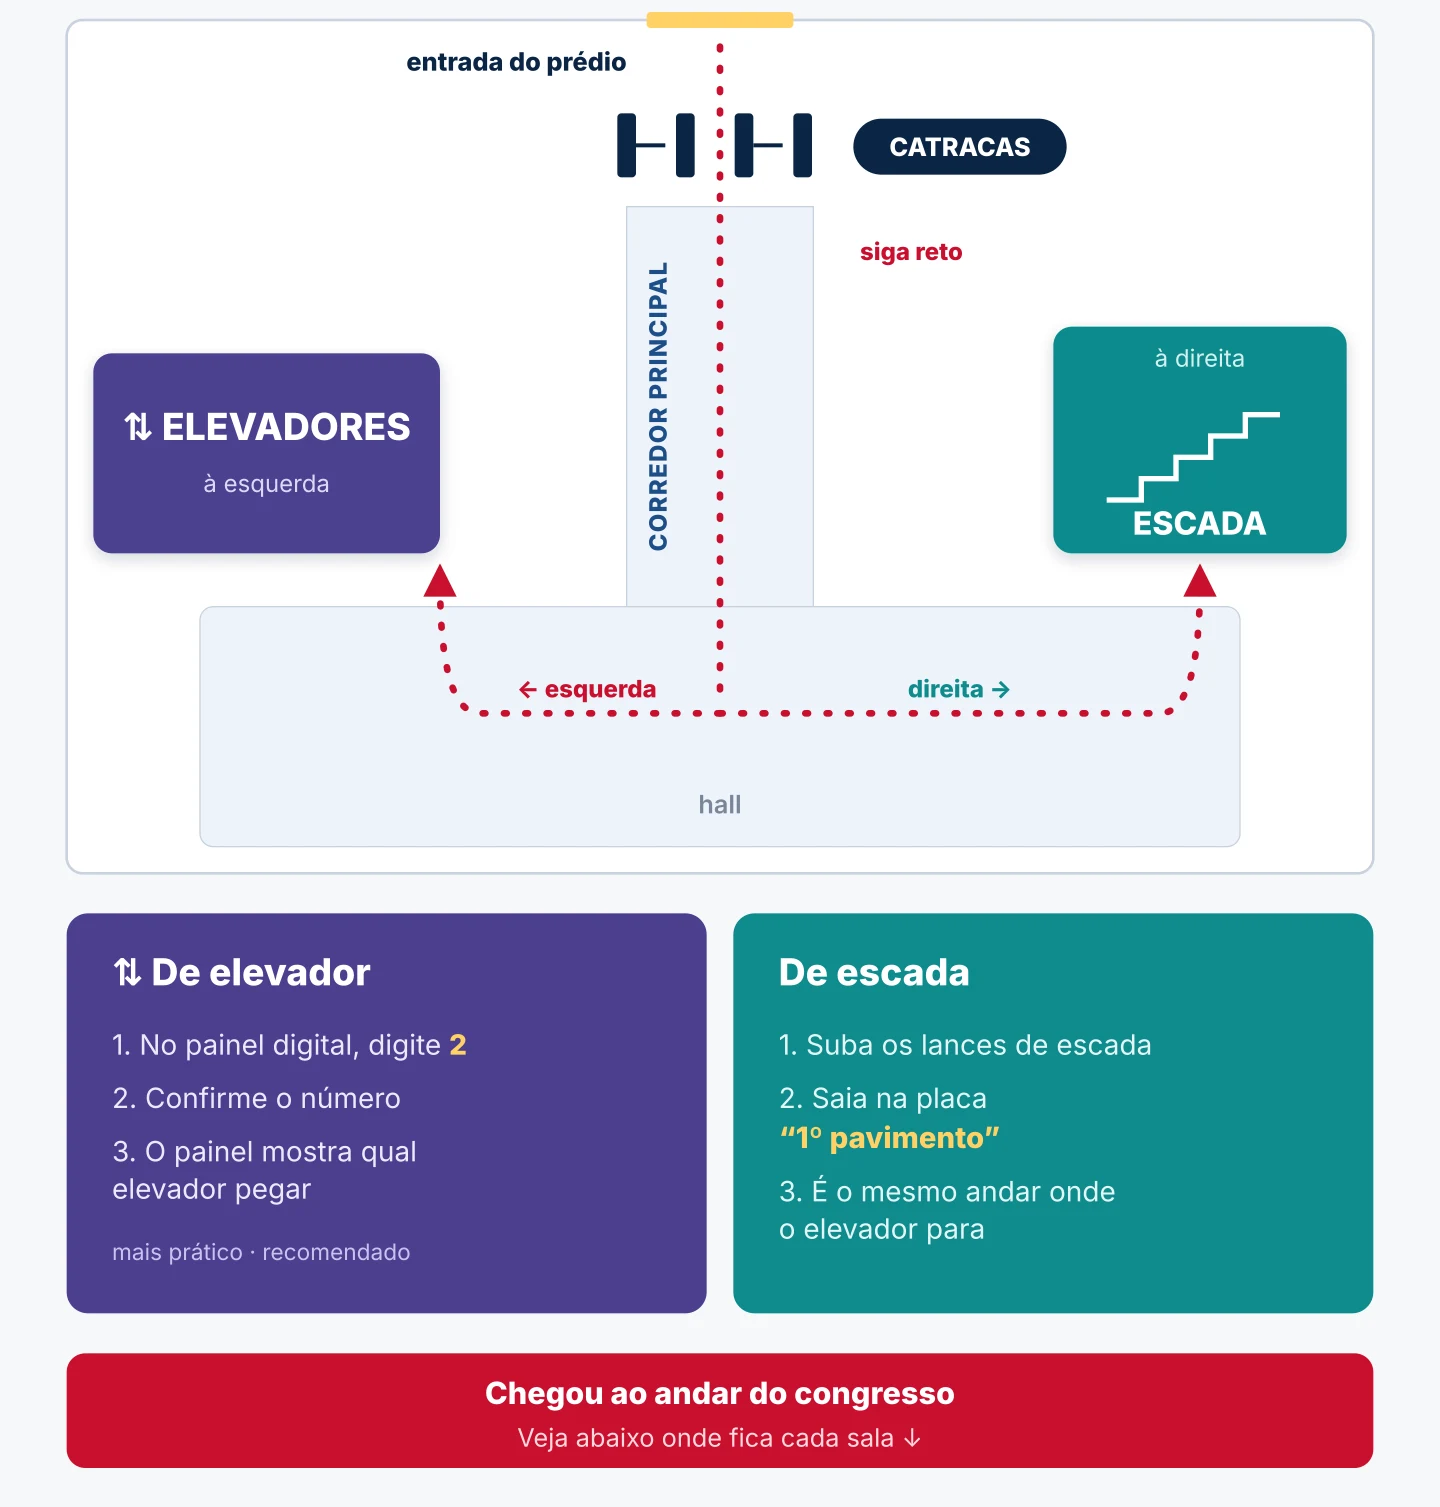 entrada do prédio
CATRACAS
siga reto
CORREDOR PRINCIPAL
⇅ ELEVADORES
à esquerda
à direita
ESCADA
← esquerda
direita →
hall
⇅ De elevador
1. No painel digital, digite 2
2. Confirme o número
3. O painel mostra qual
elevador pegar
mais prático · recomendado
De escada
1. Suba os lances de escada
2. Saia na placa
“1º pavimento”
3. É o mesmo andar onde
o elevador para
Chegou ao andar do congresso
Veja abaixo onde fica cada sala ↓